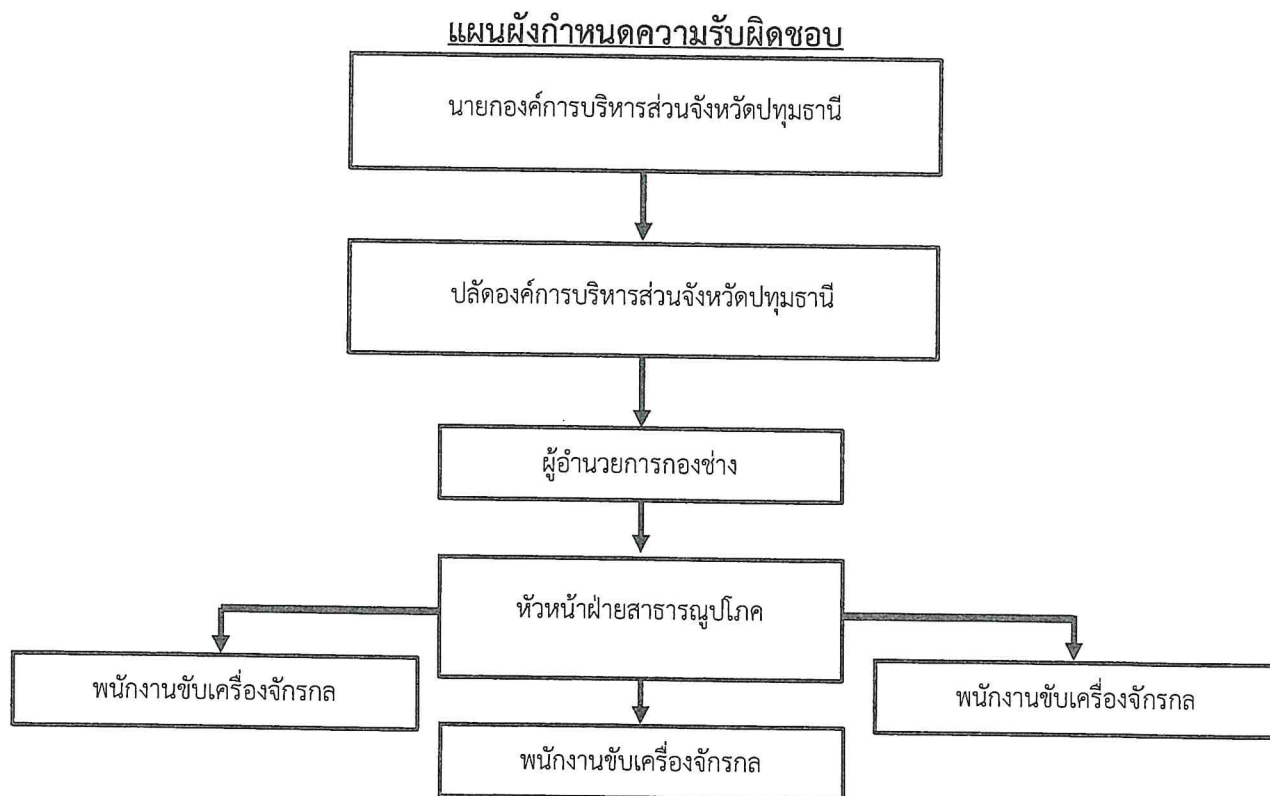 แผนผังกำหนดความรับผิดชอบ
นายกองค์การบริหารส่วนจังหวัดปทุมธานี
ปลัดองค์การบริหารส่วนจังหวัดปทุมธานี
ผู้อำนวยการกองช่าง
หัวหน้าฝ่ายสาธารณูปโภค
พนักงานขับเครื่องจักรกล
พนักงานขับเครื่องจักรกล
พนักงานขับเครื่องจักรกล